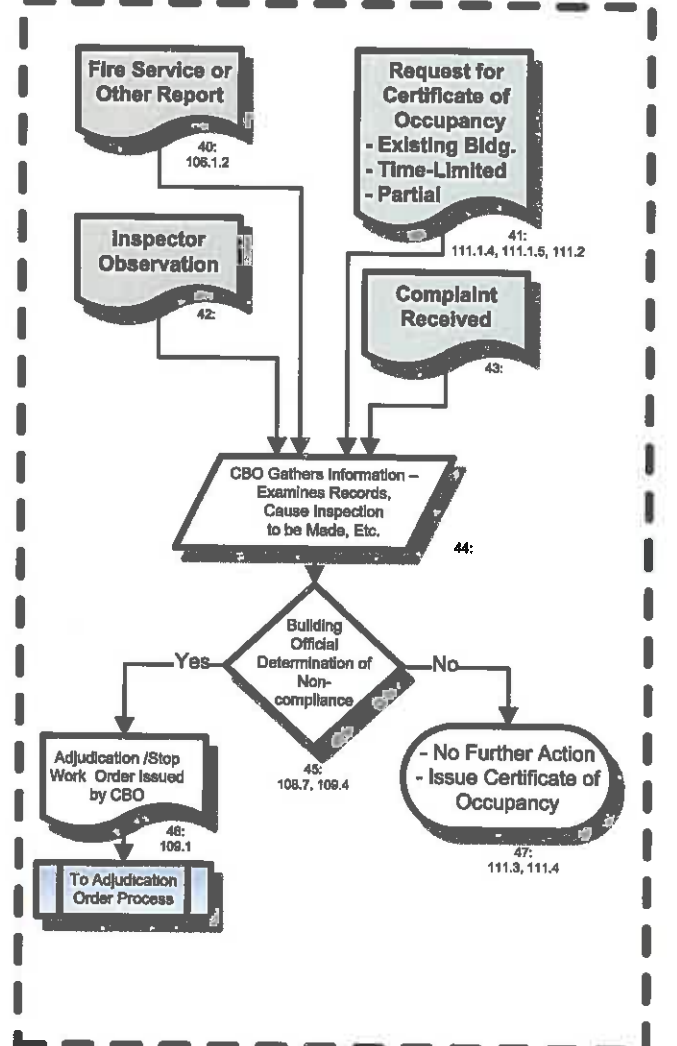 Fire Service or
Other Report
40:
106.1.2
Request for
Certificate of
Occupancy
- Existing Bldg.
- Time-Limited
- Partial
41:
111.1.4, 111.1.5, 111.2
Inspector
Observation
42:
Complaint
Received
43:
CBO Gathers Information –
Examines Records,
Cause Inspection
to be Made, Etc.
44:
Building
Official
Determination of
Non-
compliance
45:
108.7, 109.4
Yes
No
Adjudication /Stop
Work Order Issued
by CBO
46:
109.1
To Adjudication
Order Process
- No Further Action
- Issue Certificate of
Occupancy
47:
111.3, 111.4